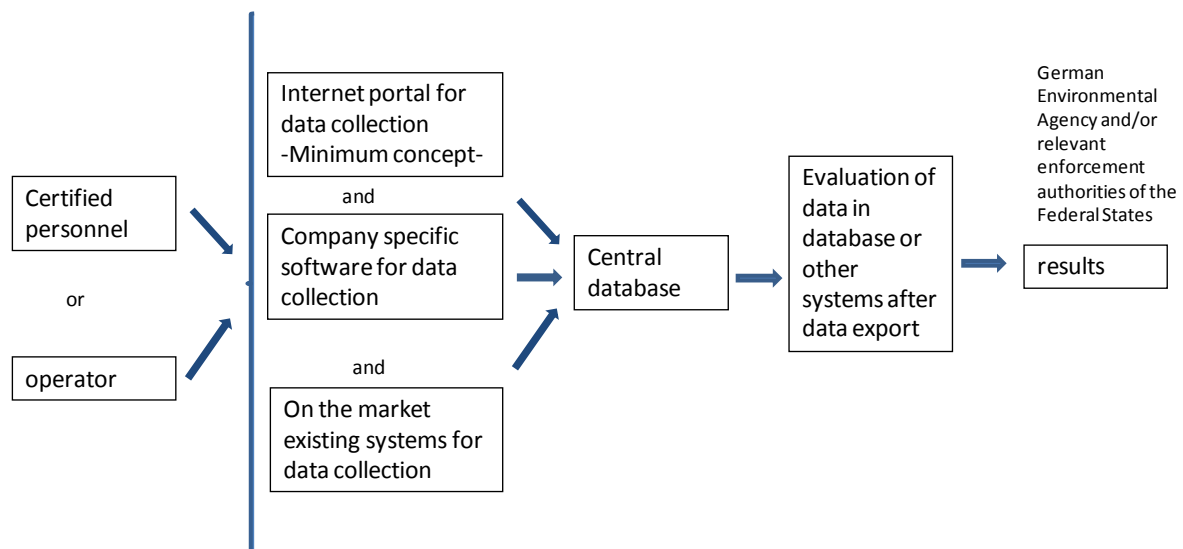 Certified
personnel
or
operator
Internet portal for
data collection
-Minimum concept-
and
Company specific
software for data
collection
and
On the market
existing systems for
data collection
Central
database
Evaluation of
data in
database or
other
systems after
data export
German
Environmental
Agency and/or
relevant
enforcement
authorities of the
Federal States
results